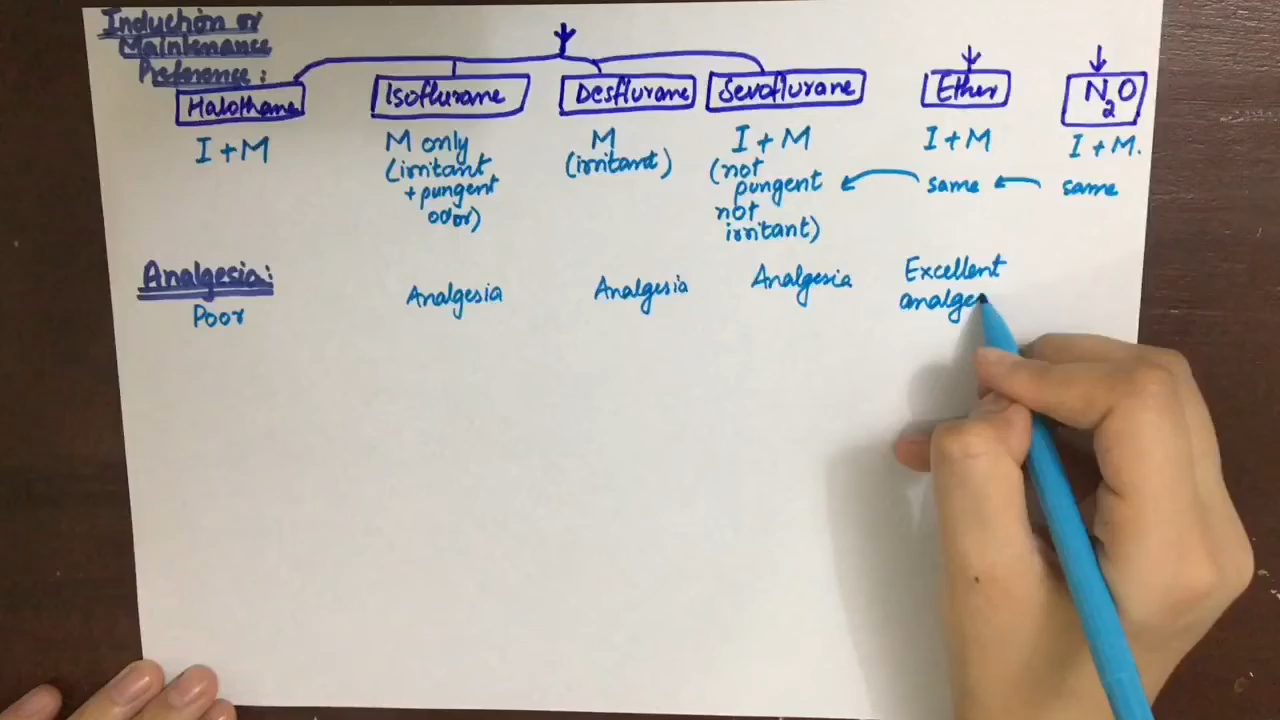 Induction or
Maintenance
Preference:
Halothane
Isoflurane
Desflurane
Sevoflurane
Ether
N2O
I + M
M only
(irritant
+ pungent
odor)
M
(irritant)
I + M
(not
pungent
not
irritant)
I + M
same
I + M.
same
Analgesia:
Poor
Analgesia
Analgesia
Analgesia
Excellent
analges